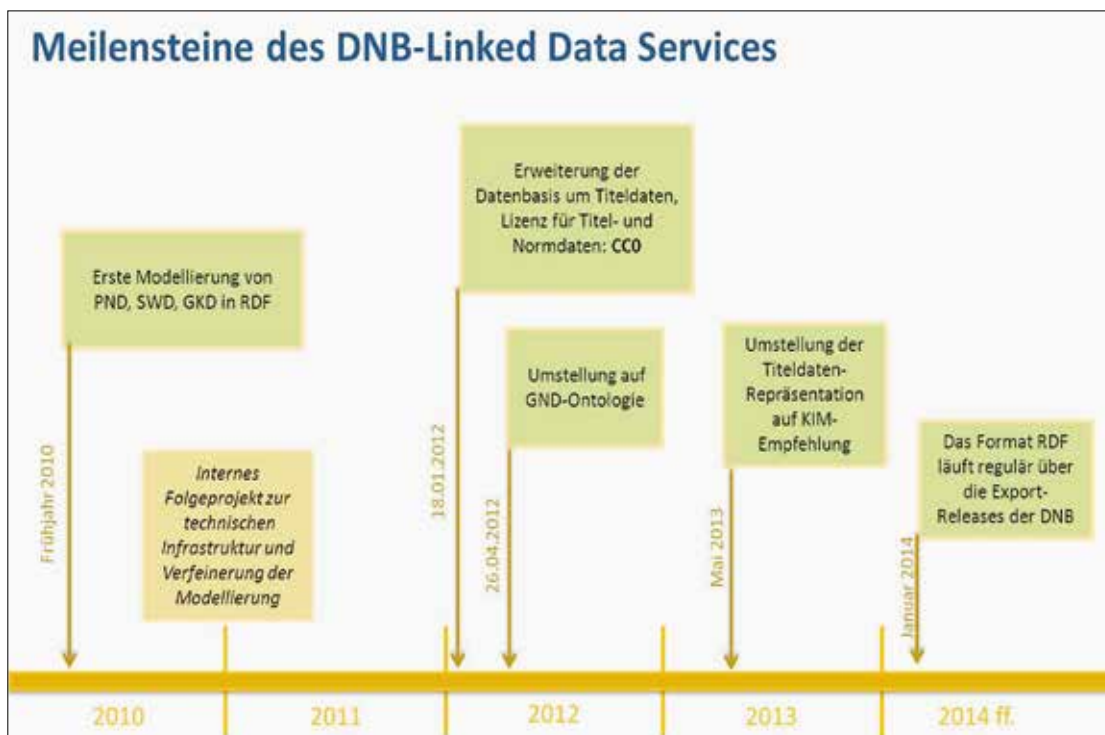 Meilensteine des DNB-Linked Data Services
Erste Modellierung von
PND, SWD, GKD in RDF
Frühjahr 2010
Internes
Folgeprojekt zur
technischen
Infrastruktur und
Verfeinerung der
Modellierung
Erweiterung der
Datenbasis um Titeldaten,
Lizenz für Titel- und
Normdaten: CC0
18.01.2012
Umstellung auf
GND-Ontologie
26.04.2012
Umstellung der
Titeldaten-
Repräsentation
auf KIM-
Empfehlung
Mai 2013
Das Format RDF
läuft regulär über
die Export-
Releases der DNB
Januar 2014
2010
2011
2012
2013
2014 ff.